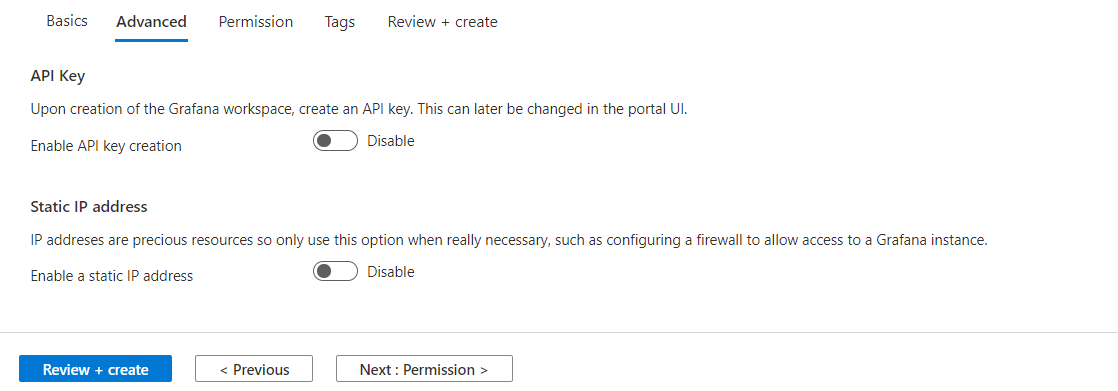 Basics Advanced Permission Tags Review + create
API Key
Upon creation of the Grafana workspace, create an API key. This can later be changed in the portal UI.
Enable API key creation Disable
Static IP address
IP addreses are precious resources so only use this option when really necessary, such as configuring a firewall to allow access to a Grafana instance.
Enable a static IP address Disable
Review + create < Previous Next : Permission >